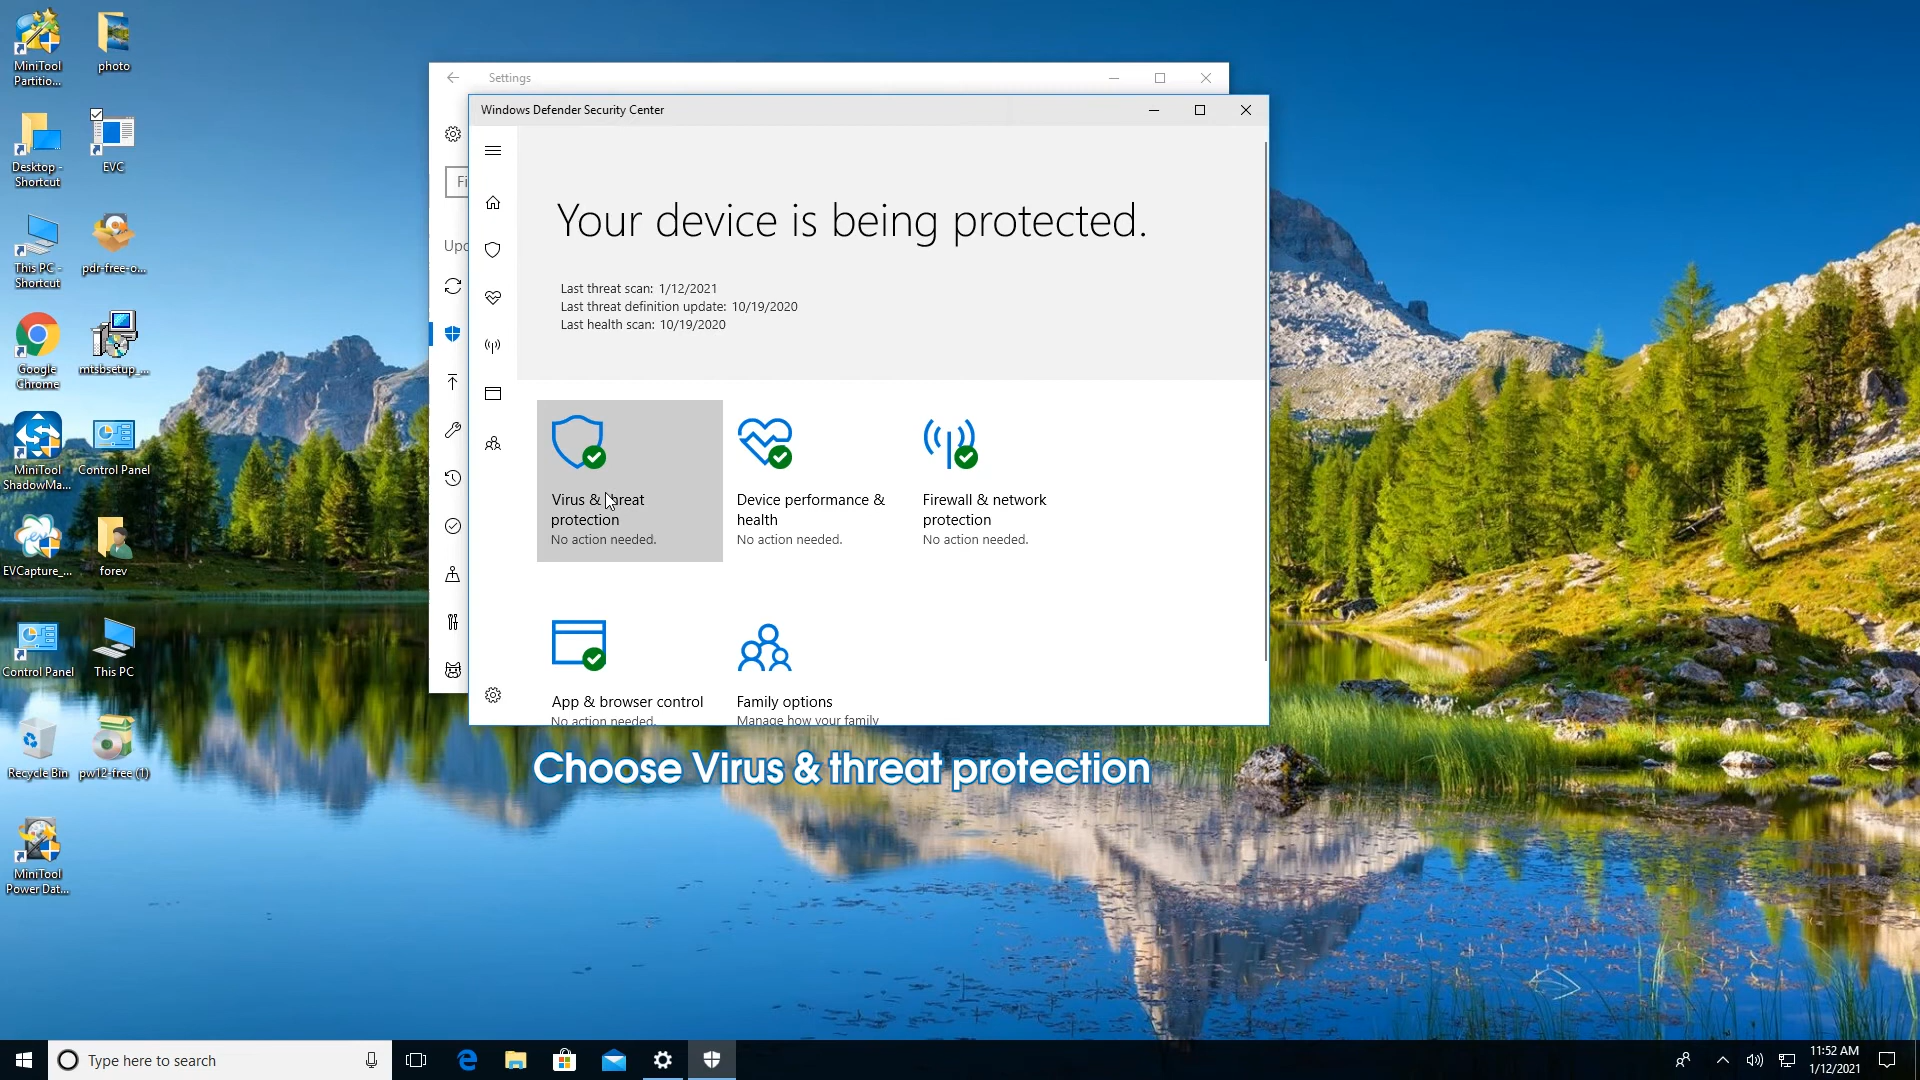 MiniTool
Partitio...
photo
Desktop -
Shortcut
EVC
This PC -
Shortcut
pdr-free-o...
Google
Chrome
mtsbsetup_...
MiniTool
ShadowMa...
Control Panel
EVCapture_...
forev
Control Panel
This PC
Recycle Bin
pw12-free (1)
MiniTool
Power Dat...
Settings
Fi
Upd
Windows Defender Security Center
Your device is being protected.
Last threat scan: 1/12/2021
Last threat definition update: 10/19/2020
Last health scan: 10/19/2020
Virus & threat
protection
No action needed.
Device performance &
health
No action needed.
Firewall & network
protection
No action needed.
App & browser control
No action needed.
Family options
Manage how your family
Choose Virus & threat protection
Type here to search
11:52 AM
1/12/2021